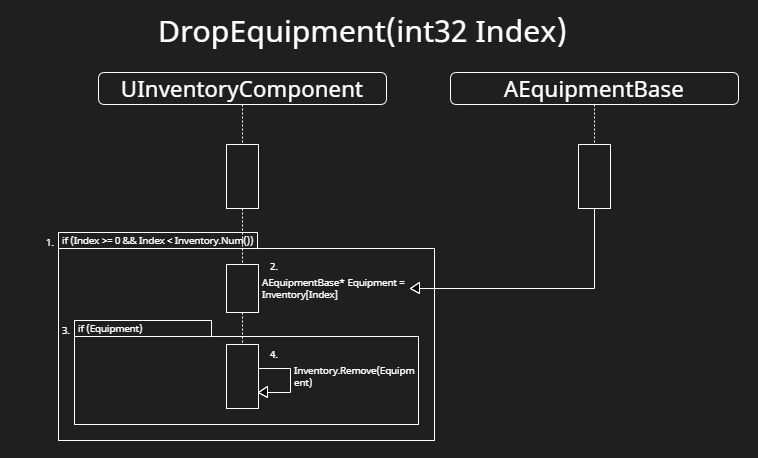 DropEquipment(int32 Index)
UInventoryComponent
AEquipmentBase
1.
if (Index >= 0 && Index < Inventory.Num())
2.
AEquipmentBase* Equipment =
Inventory[Index]
3.
if (Equipment)
4.
Inventory.Remove(Equipm
ent)